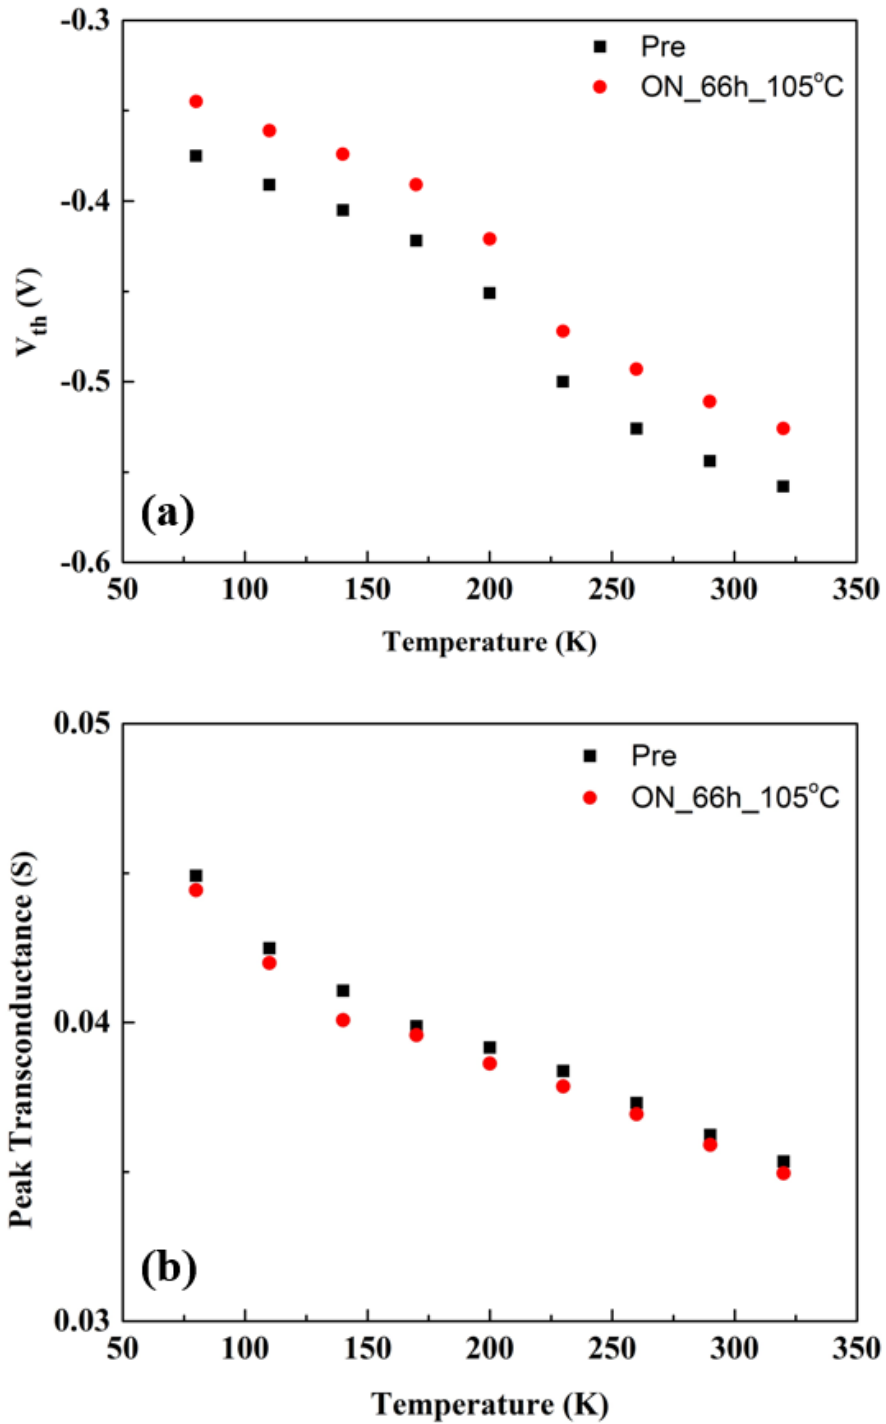 -0.3
Pre
ON_66h_105°C
-0.4
V_th (V)
-0.5
(a)
-0.6
50 100 150 200 250 300 350
Temperature (K)
0.05
Pre
ON_66h_105°C
Peak Transconductance (S)
0.04
(b)
0.03
50 100 150 200 250 300 350
Temperature (K)